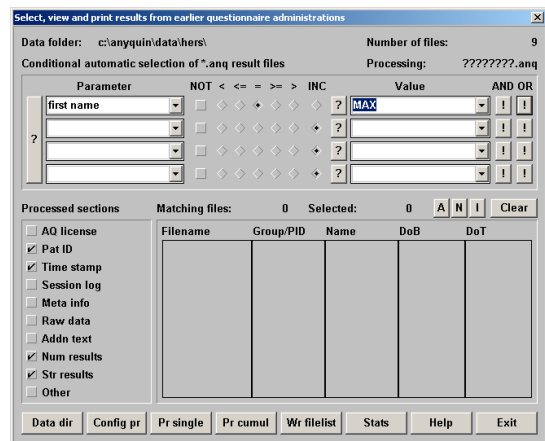 Select, view and print results from earlier questionnaire administrations
Data folder: c:\anyquin\data\hers\ Number of files: 9
Conditional automatic selection of *.anq result files Processing: ????????.anq
Parameter NOT < <= = >= > INC Value AND OR
first name ? MAX ! !
? ! !
?
? ! !
? ! !
Processed sections Matching files: 0 Selected: 0 A N I Clear
AQ license Filename Group/PID Name DoB DoT
Pat ID
Time stamp
Session log
Meta info
Raw data
Addn text
Num results
Str results
Other
Data dir Config pr Pr single Pr cumul Wr filelist Stats Help Exit